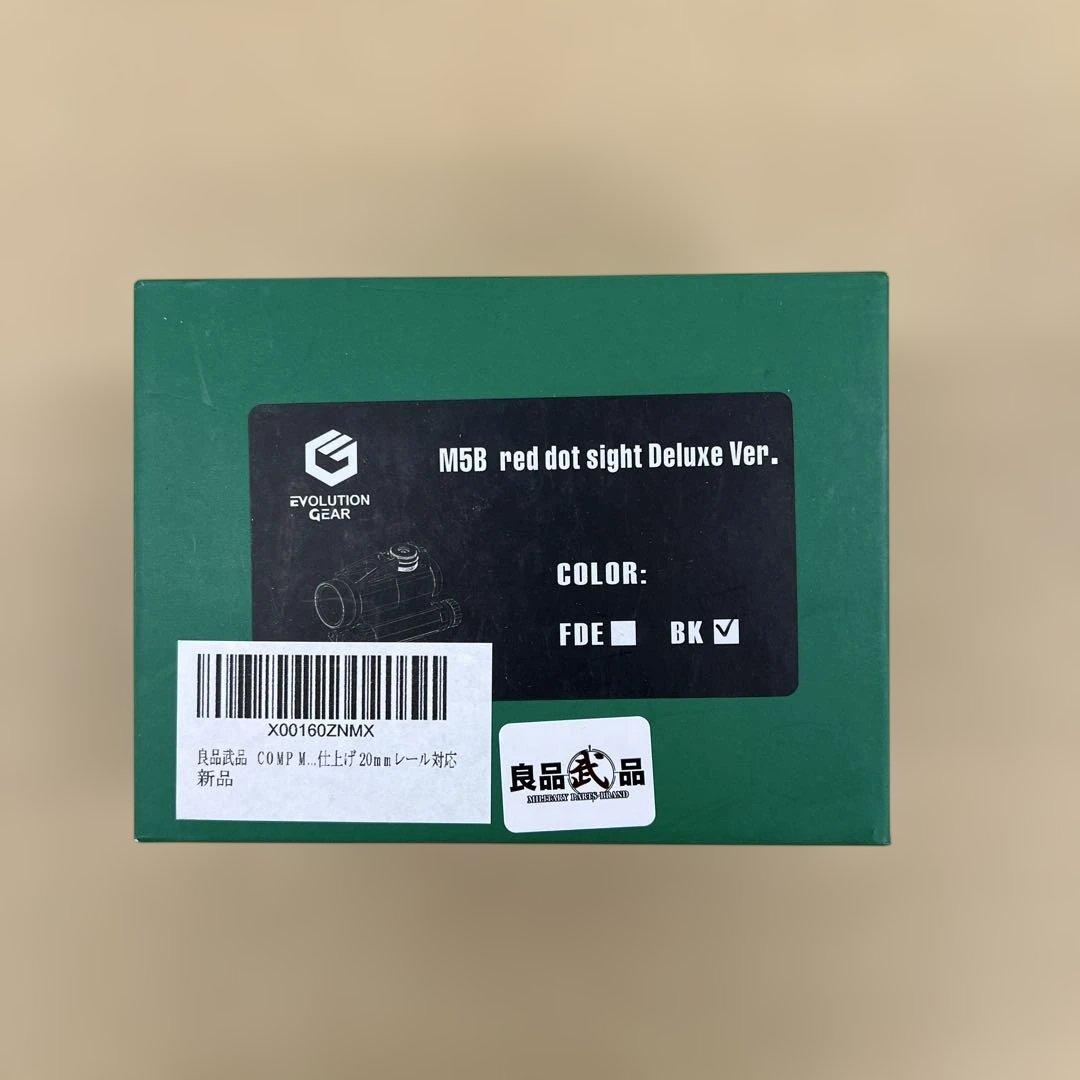 EVOLUTION
GEAR
M5B red dot sight Deluxe Ver.
COLOR:
FDE BK
X00160ZNMX
良品武品 COMP M...仕上げ20mmレール対応
新品
良品武品
MILITARY PARTS BRAND